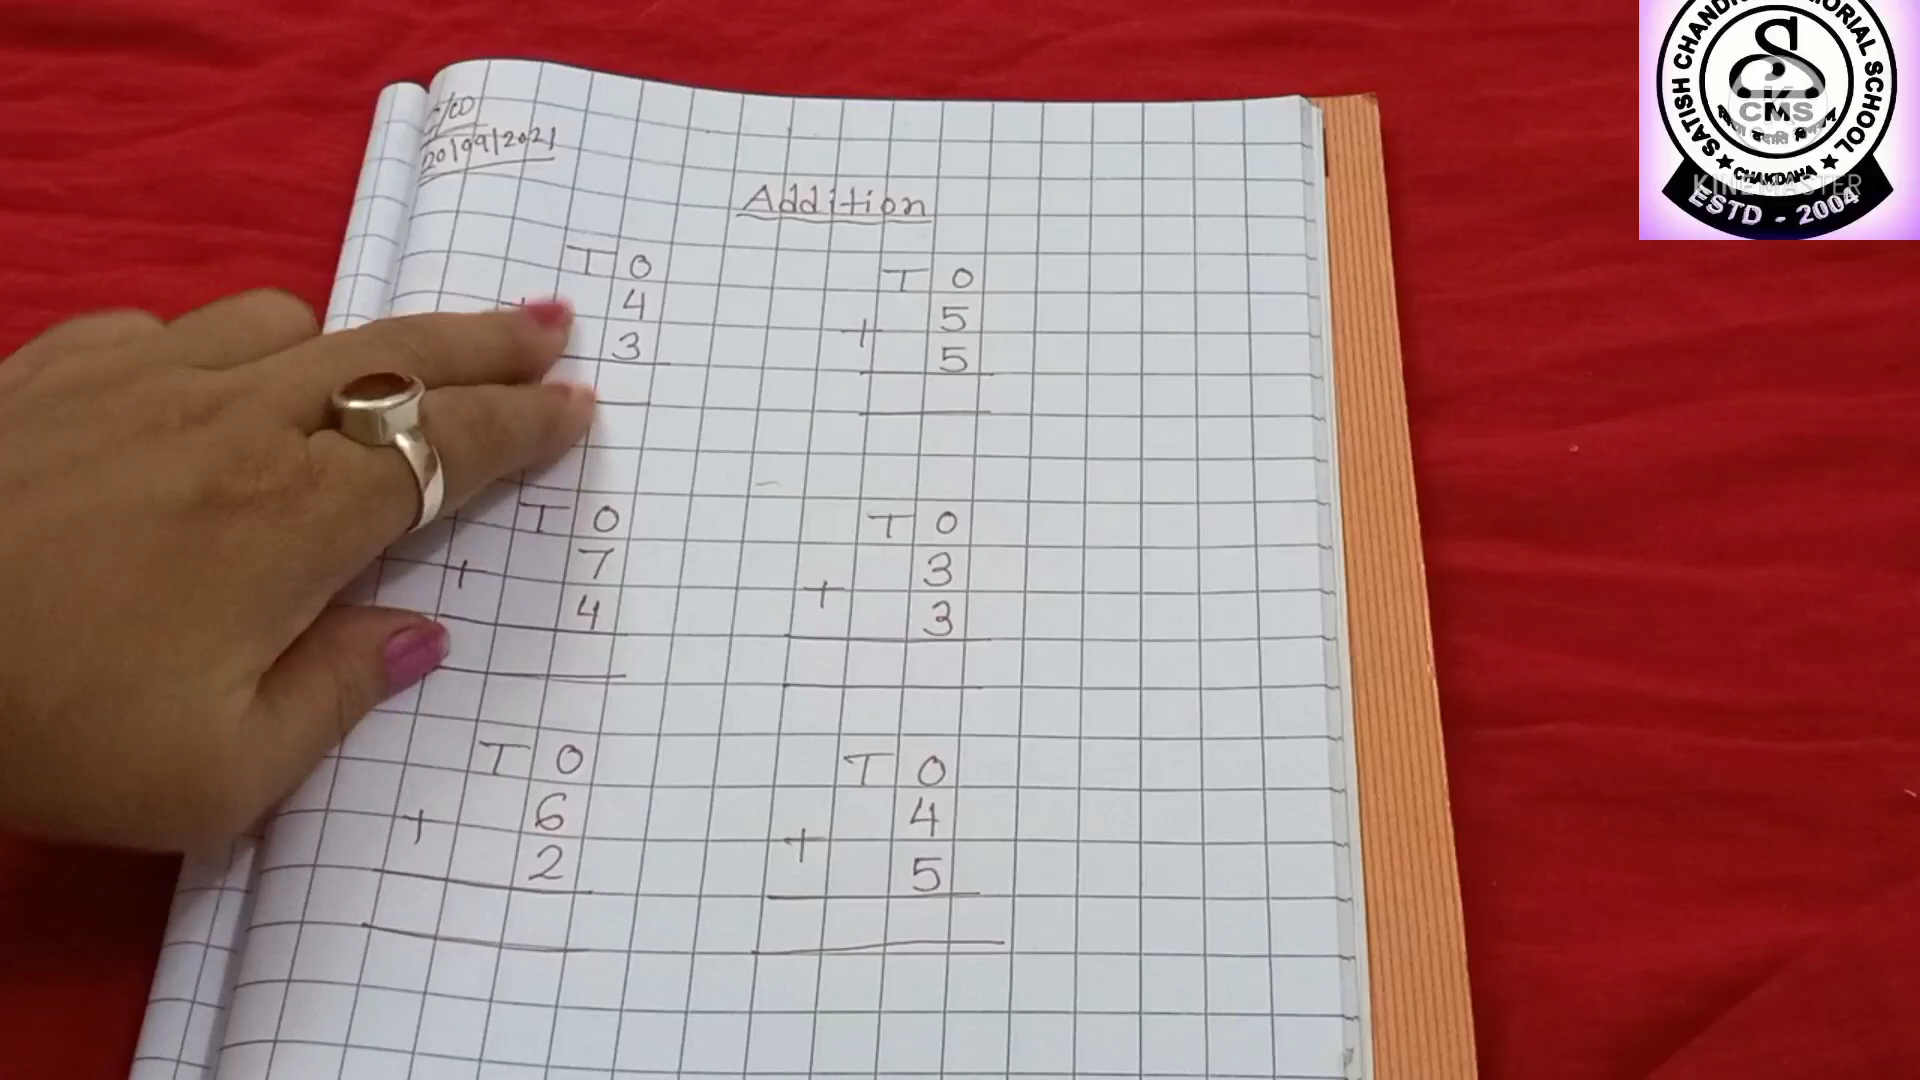 20/09/2021
Addition
T O
4
3
T O
5
+
5
T O
7
+
4
T O
3
+
3
T O
6
+
2
T O
4
+
5
SATISH CHANDRA MEMORIAL SCHOOL
CMS
CHAKDAHA
KINEMASTER
ESTD - 2004